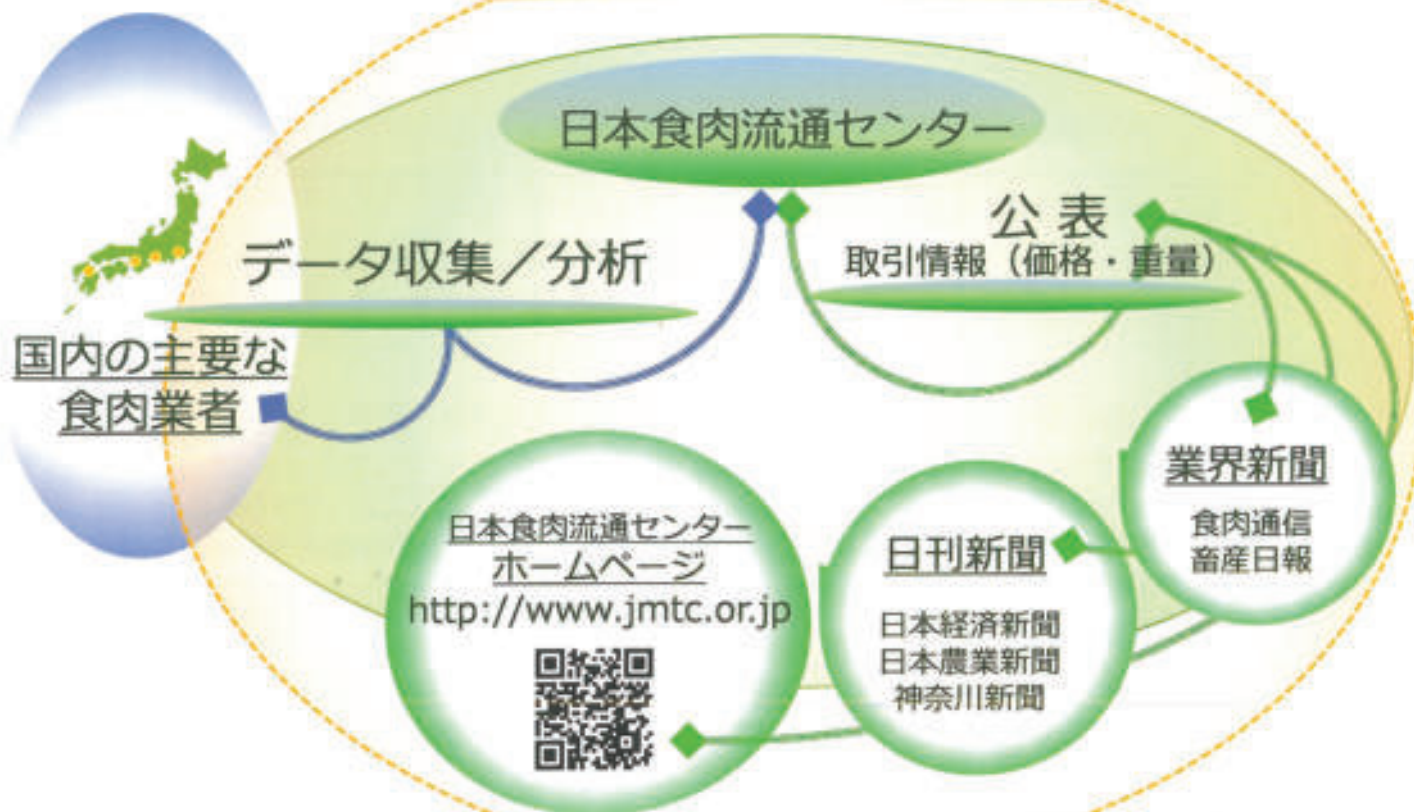 日本食肉流通センター
データ収集／分析
公表
取引情報（価格・重量）
国内の主要な
食肉業者
業界新聞
食肉通信
畜産日報
日刊新聞
日本経済新聞
日本農業新聞
神奈川新聞
日本食肉流通センター
ホームページ
http://www.jmtc.or.jp